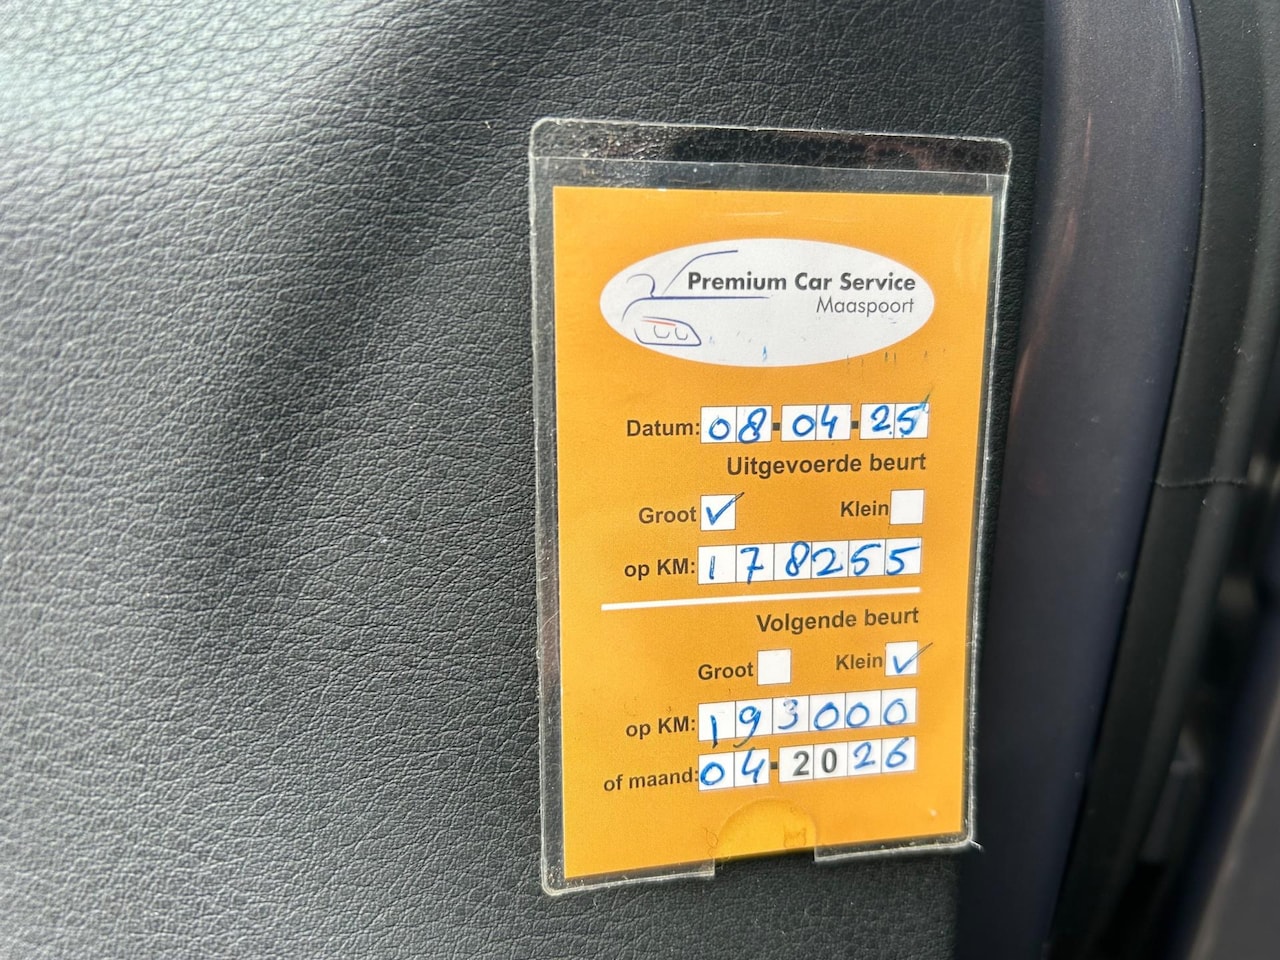 Premium Car Service
Maaspoort
Datum: 08-04-25
Uitgevoerde beurt
Groot Klein
op KM: 178255
Volgende beurt
Groot Klein
op KM: 193000
of maand: 04-2026